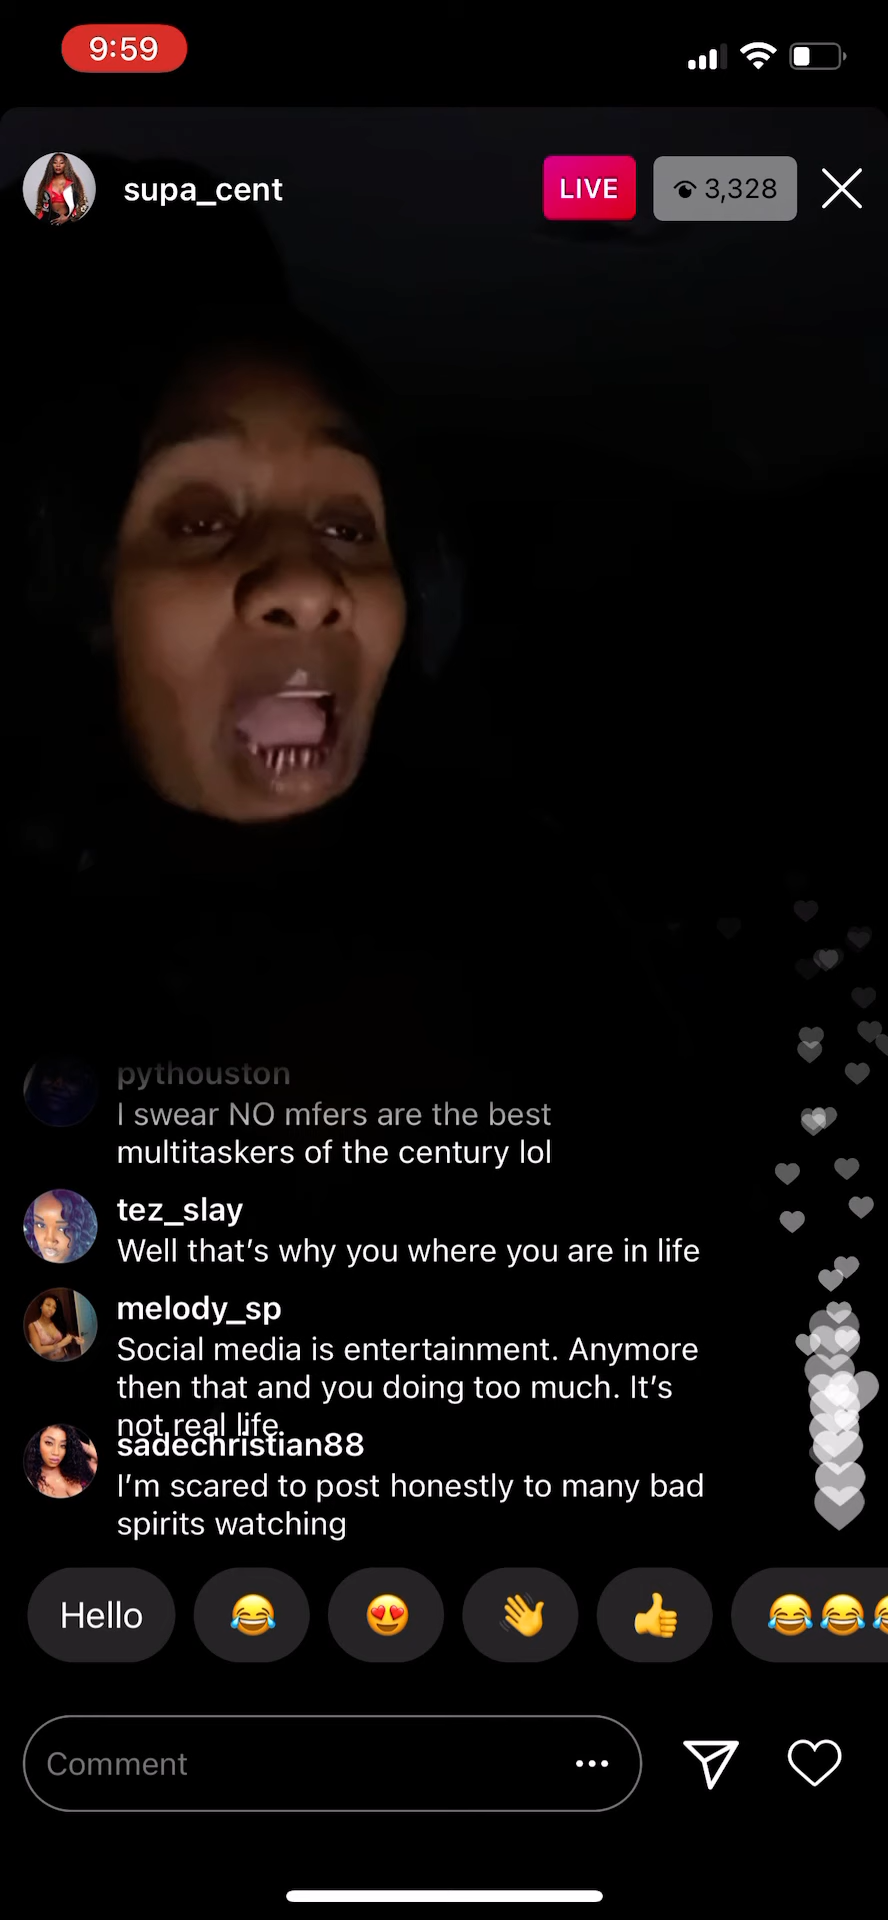 9:59
supa_cent
LIVE
3,328
pythouston
I swear NO mfers are the best
multitaskers of the century lol
tez_slay
Well that’s why you where you are in life
melody_sp
Social media is entertainment. Anymore
then that and you doing too much. It’s
not real life
sadechristian88
I’m scared to post honestly to many bad
spirits watching
Hello
Comment